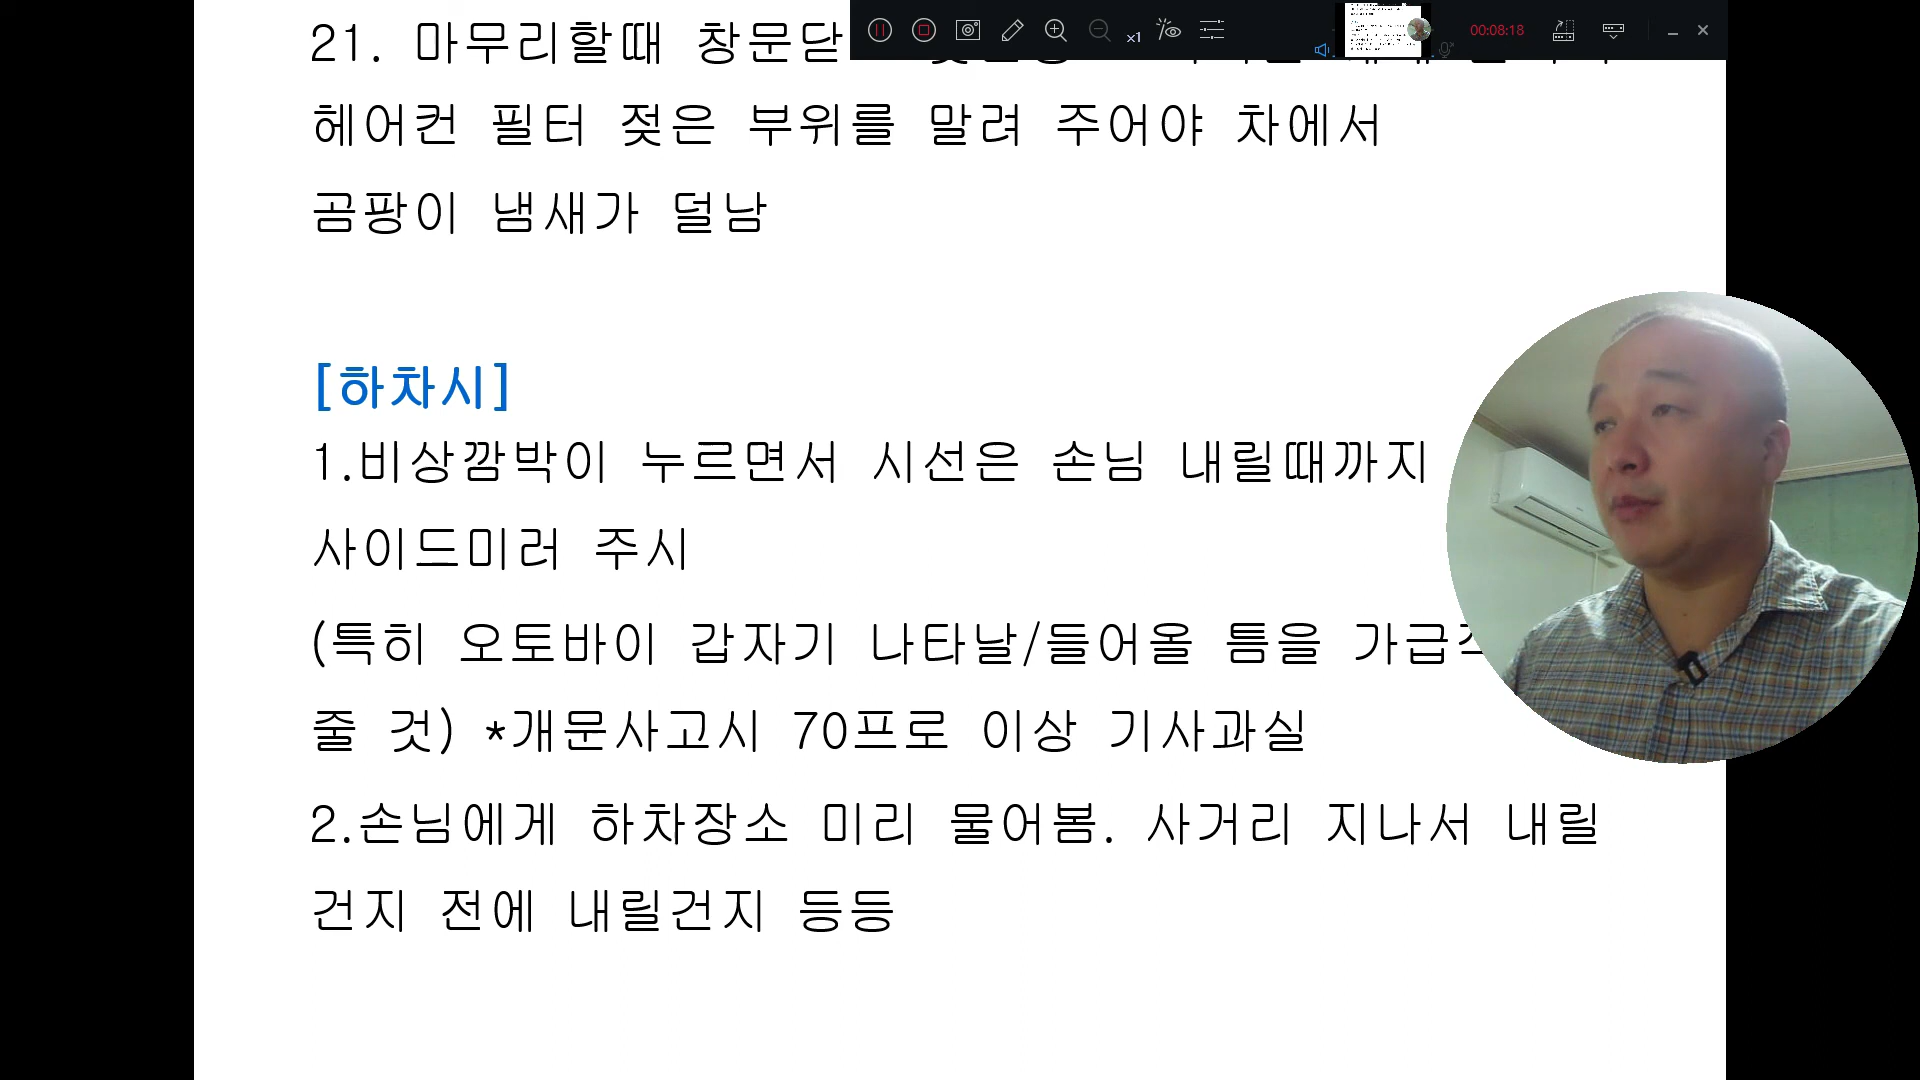 21. 마무리할때 창문닫
x1
00:08:18
헤어컨 필터 젖은 부위를 말려 주어야 차에서
곰팡이 냄새가 덜남
[하차시]
1.비상깜박이 누르면서 시선은 손님 내릴때까지
사이드미러 주시
(특히 오토바이 갑자기 나타날/들어올 틈을 가급
줄 것) *개문사고시 70프로 이상 기사과실
2.손님에게 하차장소 미리 물어봄. 사거리 지나서 내릴
건지 전에 내릴건지 등등